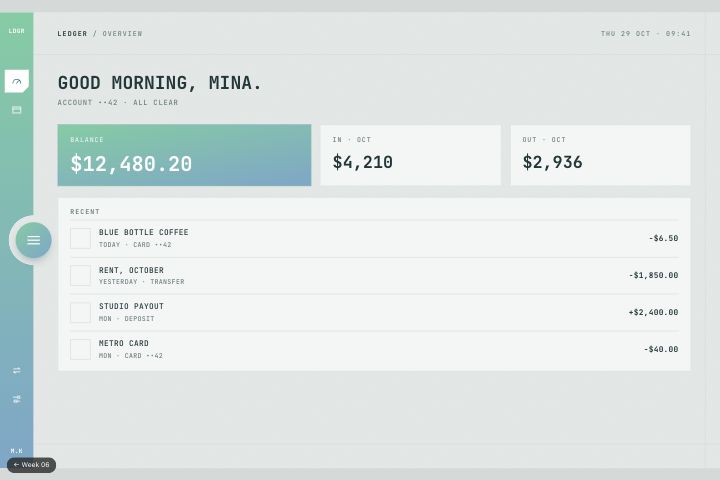 LDGR
LEDGER / OVERVIEW
THU 29 OCT · 09:41
GOOD MORNING, MINA.
ACCOUNT ··42 · ALL CLEAR
BALANCE
$12,480.20
IN · OCT
$4,210
OUT · OCT
$2,936
RECENT
BLUE BOTTLE COFFEE
TODAY · CARD ··42
-$6.50
RENT, OCTOBER
YESTERDAY · TRANSFER
-$1,850.00
STUDIO PAYOUT
MON · DEPOSIT
+$2,400.00
METRO CARD
MON · CARD ··42
-$40.00
M.H
← Week 06